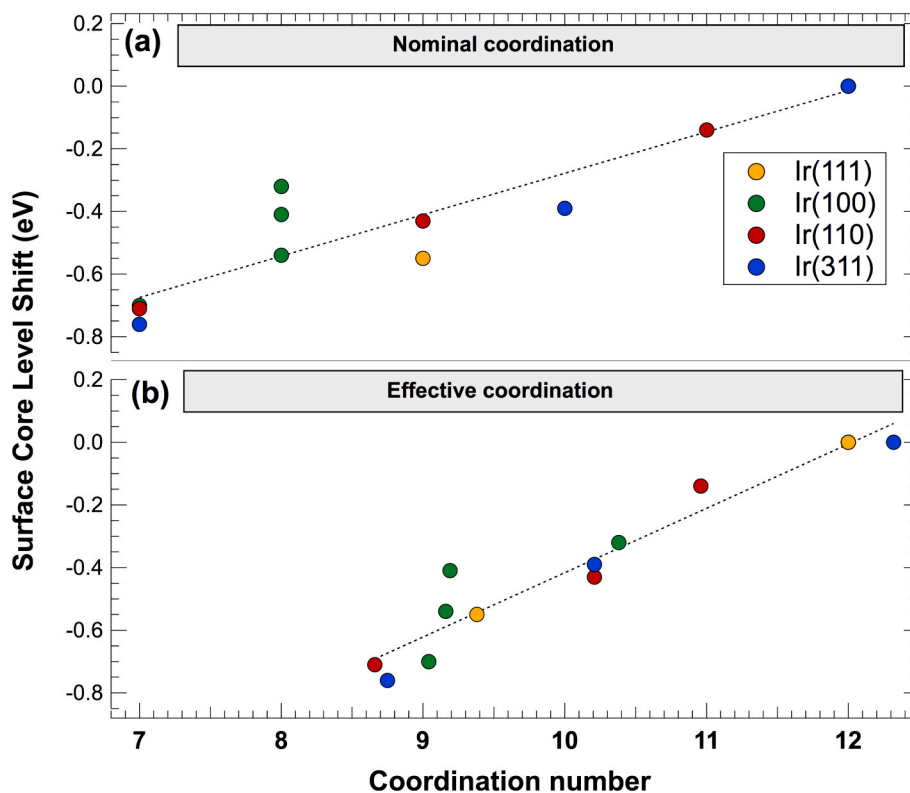 0.2
(a)
Nominal coordination
0.0
-0.2
-0.4
-0.6
-0.8
Ir(111)
Ir(100)
Ir(110)
Ir(311)
Surface Core Level Shift (eV)
0.2
(b)
Effective coordination
0.0
-0.2
-0.4
-0.6
-0.8
7 8 9 10 11 12
Coordination number